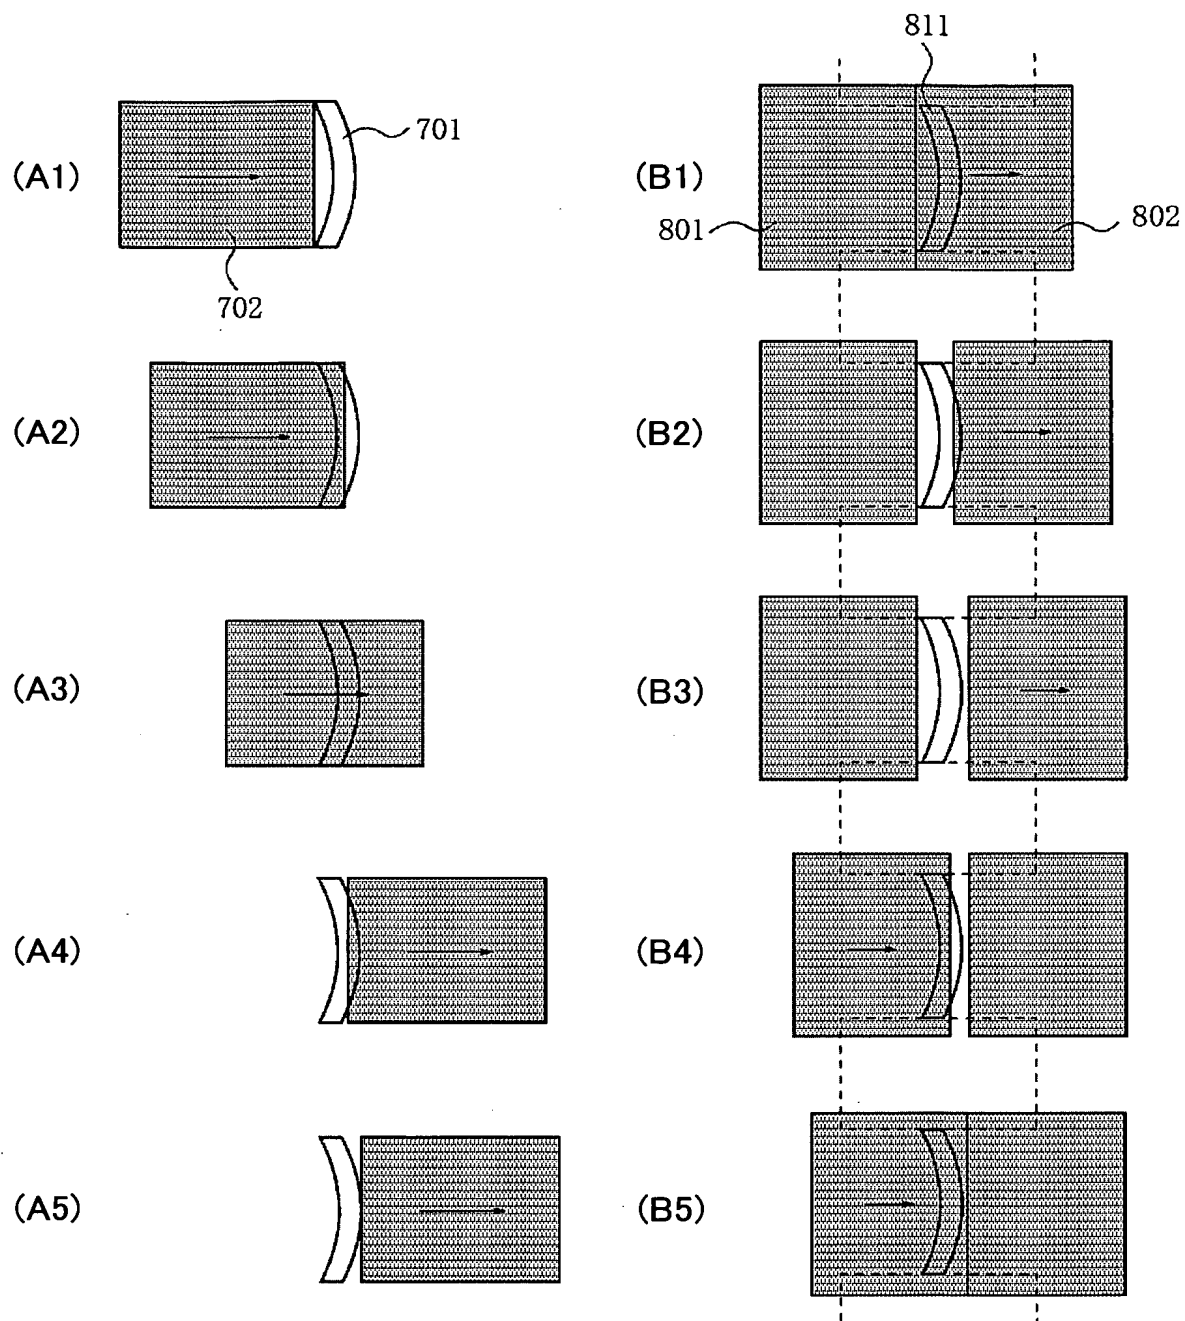 811
701
(A1)
(B1)
801
802
702
(A2)
(B2)
(A3)
(B3)
(A4)
(B4)
(A5)
(B5)